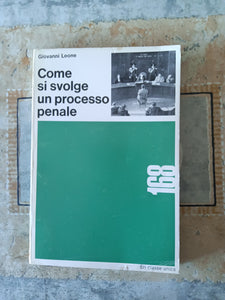 Giovanni Leone
Come
si svolge
un processo
penale
168
eri classe unica